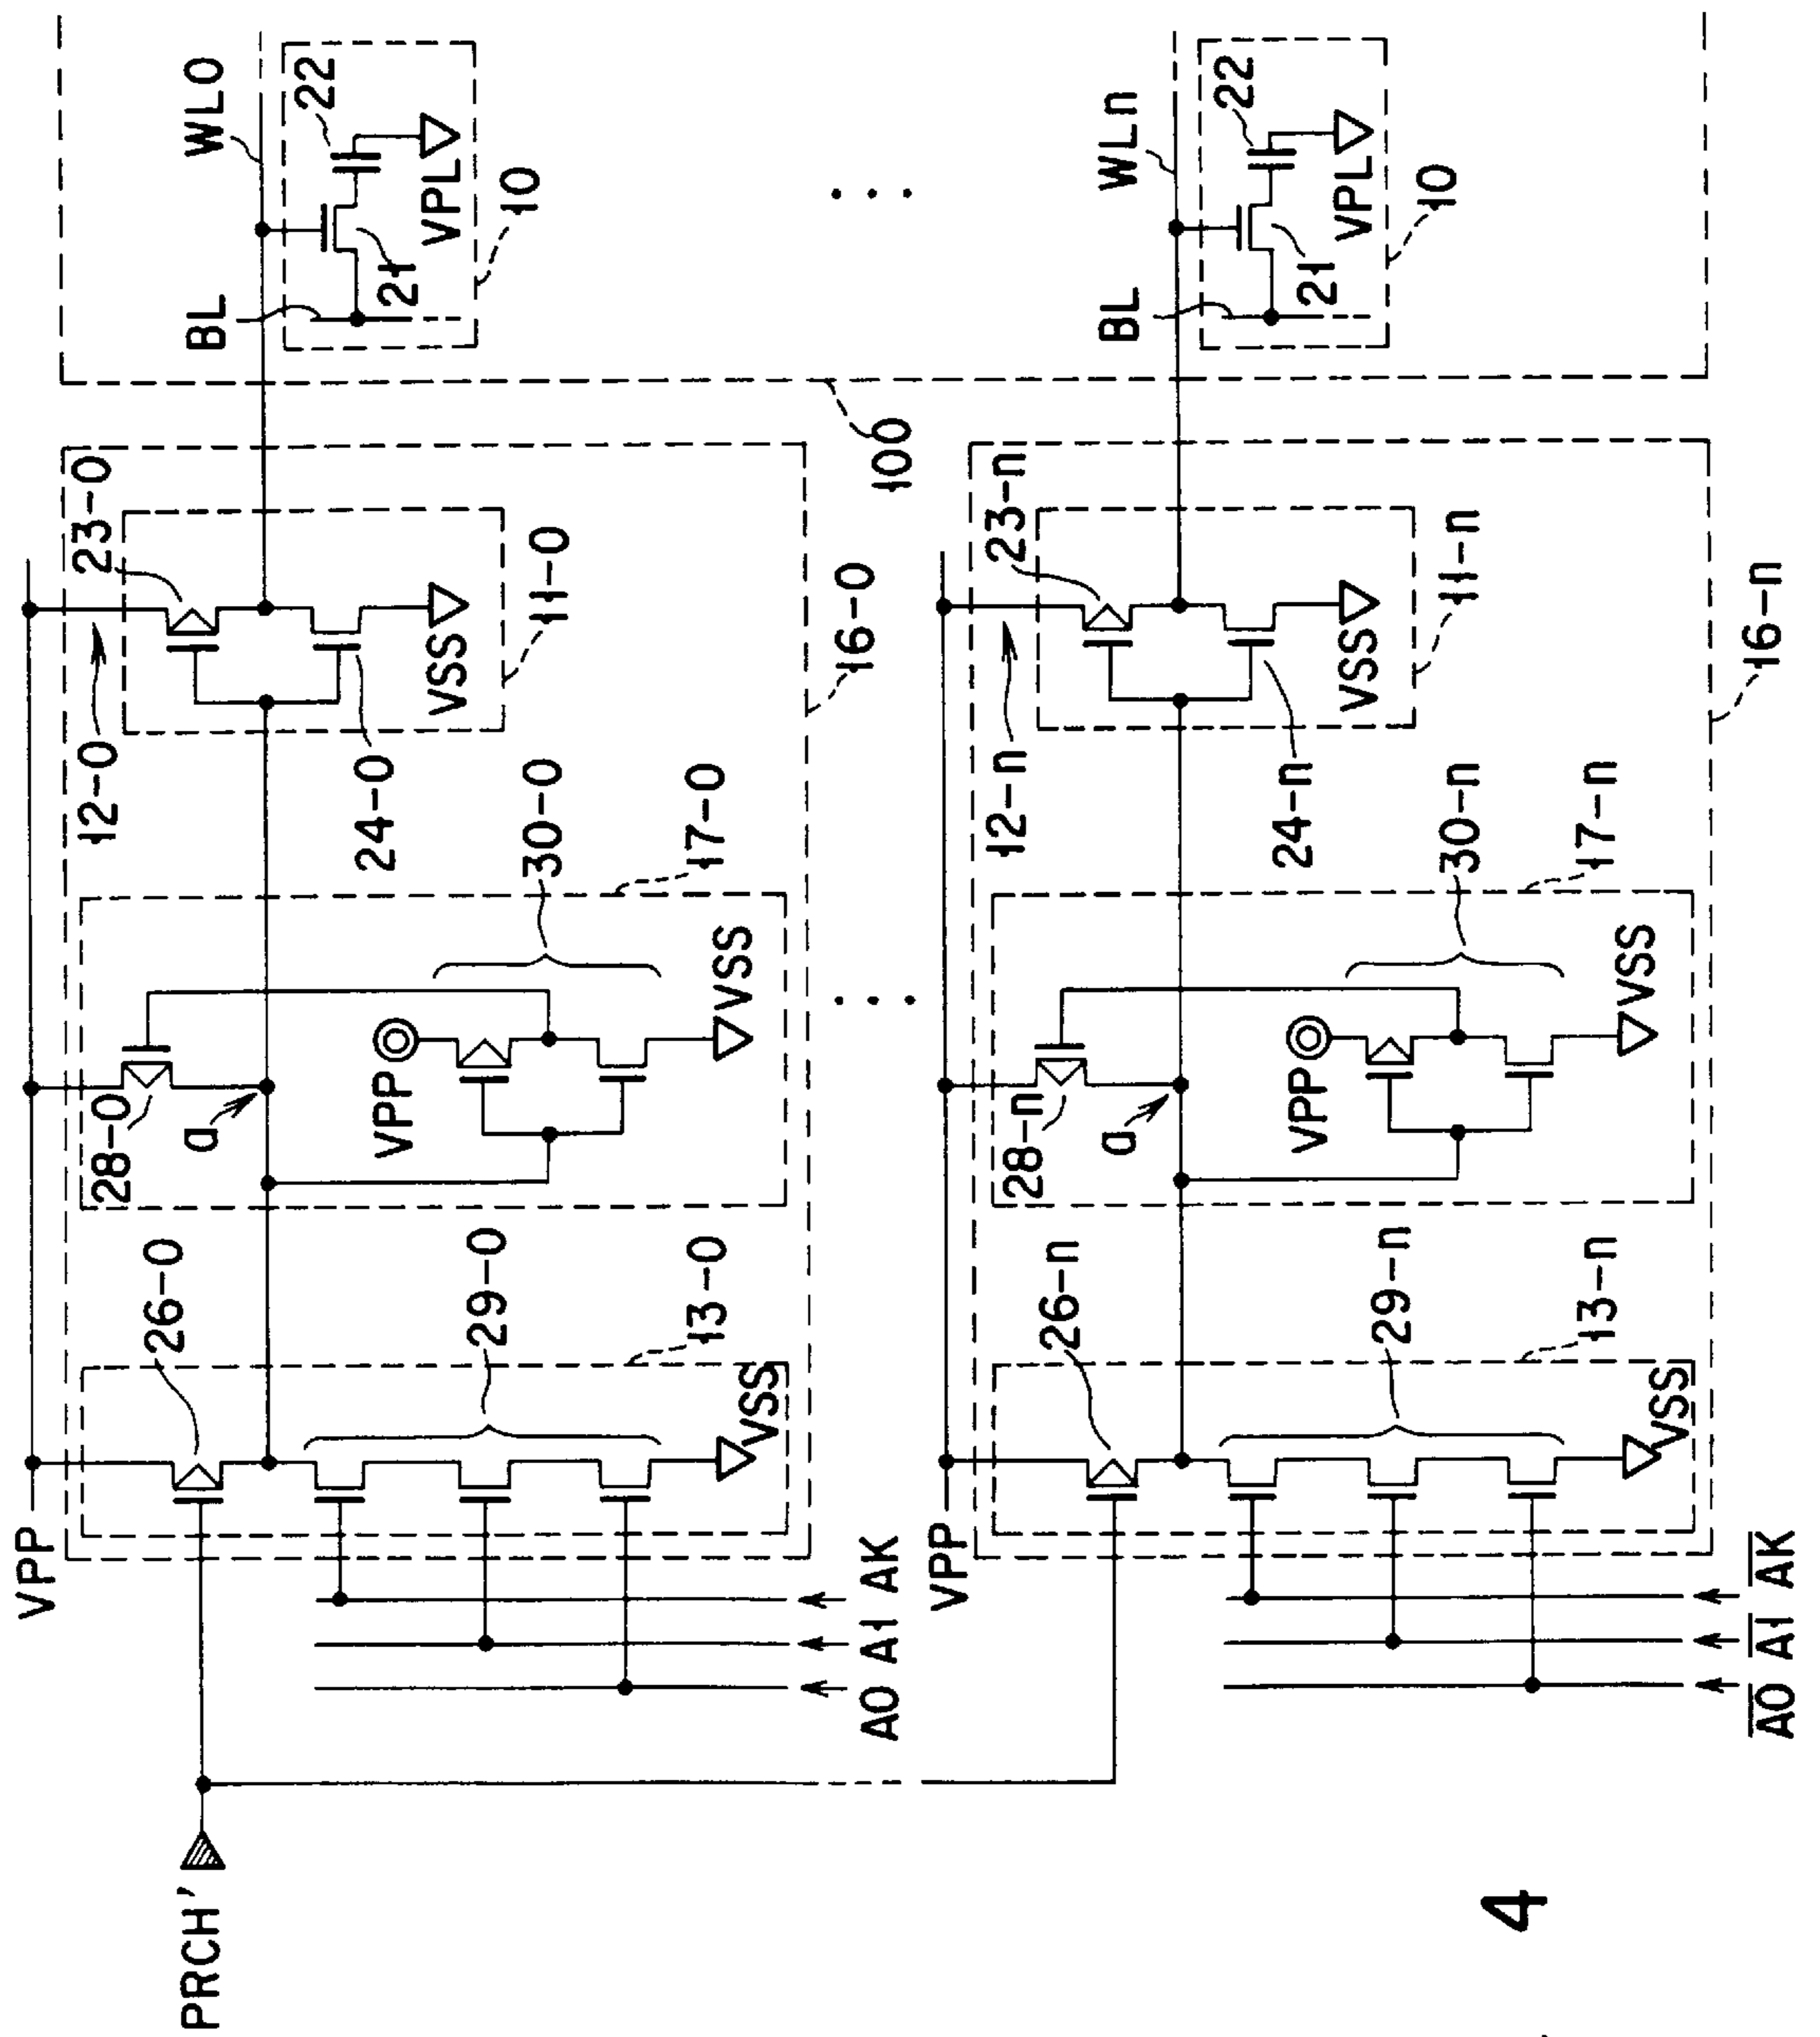 VPP
12-0
23-0
WL0
BL
22
21
VPL
10
28-0
a
26-0
VPP
24-0
VSS
11-0
30-0
VSS
17-0
29-0
VSS
13-0
16-0
100
PRCH'
A0 A1 AK
VPP
12-n
23-n
WLn
BL
22
21
VPL
10
28-n
a
26-n
VPP
24-n
VSS
11-n
30-n
VSS
17-n
29-n
VSS
13-n
16-n
A̅0̅ A̅1̅ A̅K̅
4